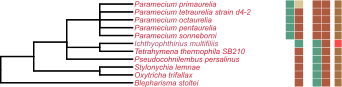 Paramecium primaurelia
Paramecium tetraurelia strain d4-2
Paramecium octaurelia
Paramecium pentaurelia
Paramecium sonneborni
Ichthyophthirius multifiliis
Tetrahymena thermophila SB210
Pseudocohnilembus persalinus
Stylonychia lemnae
Oxytricha trifallax
Blepharisma stoltei